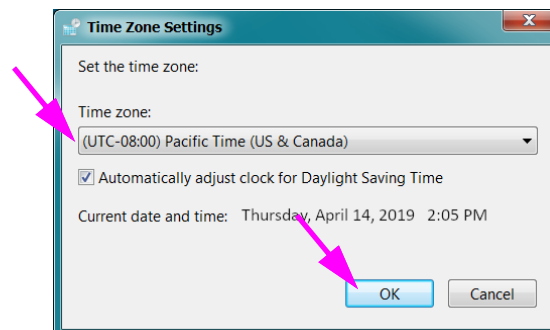 Time Zone Settings
Set the time zone:
Time zone:
(UTC-08:00) Pacific Time (US & Canada)
Automatically adjust clock for Daylight Saving Time
Current date and time: Thursday, April 14, 2019 2:05 PM
OK Cancel